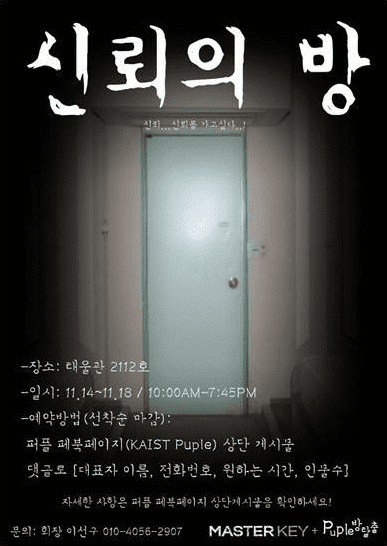 신뢰의 방
신뢰...신뢰를 가고싶다..!
-장소: 태울관 2112호
-일시: 11.14~11.18 / 10:00AM-7:45PM
-예약방법(선착순 마감):
퍼플 페북페이지(KAIST Puple) 상단 게시물
댓글로 [대표자 이름, 전화번호, 원하는 시간, 인원수]
자세한 사항은 퍼플 페북페이지 상단게시물을 확인하세요!
문의: 회장 이선구 010-4056-2907 MASTER KEY + Puple방탈출